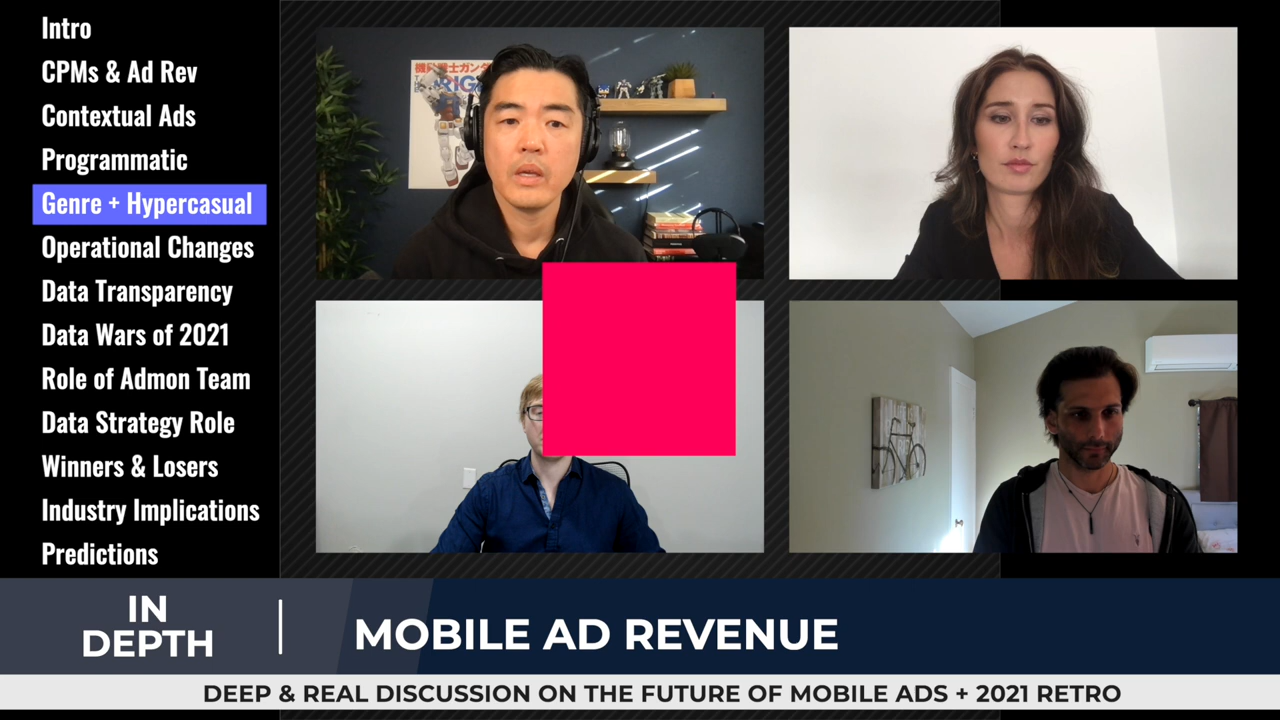 Intro
CPMs & Ad Rev
Contextual Ads
Programmatic
Genre + Hypercasual
Operational Changes
Data Transparency
Data Wars of 2021
Role of Admon Team
Data Strategy Role
Winners & Losers
Industry Implications
Predictions
IN
DEPTH
MOBILE AD REVENUE
DEEP & REAL DISCUSSION ON THE FUTURE OF MOBILE ADS + 2021 RETRO